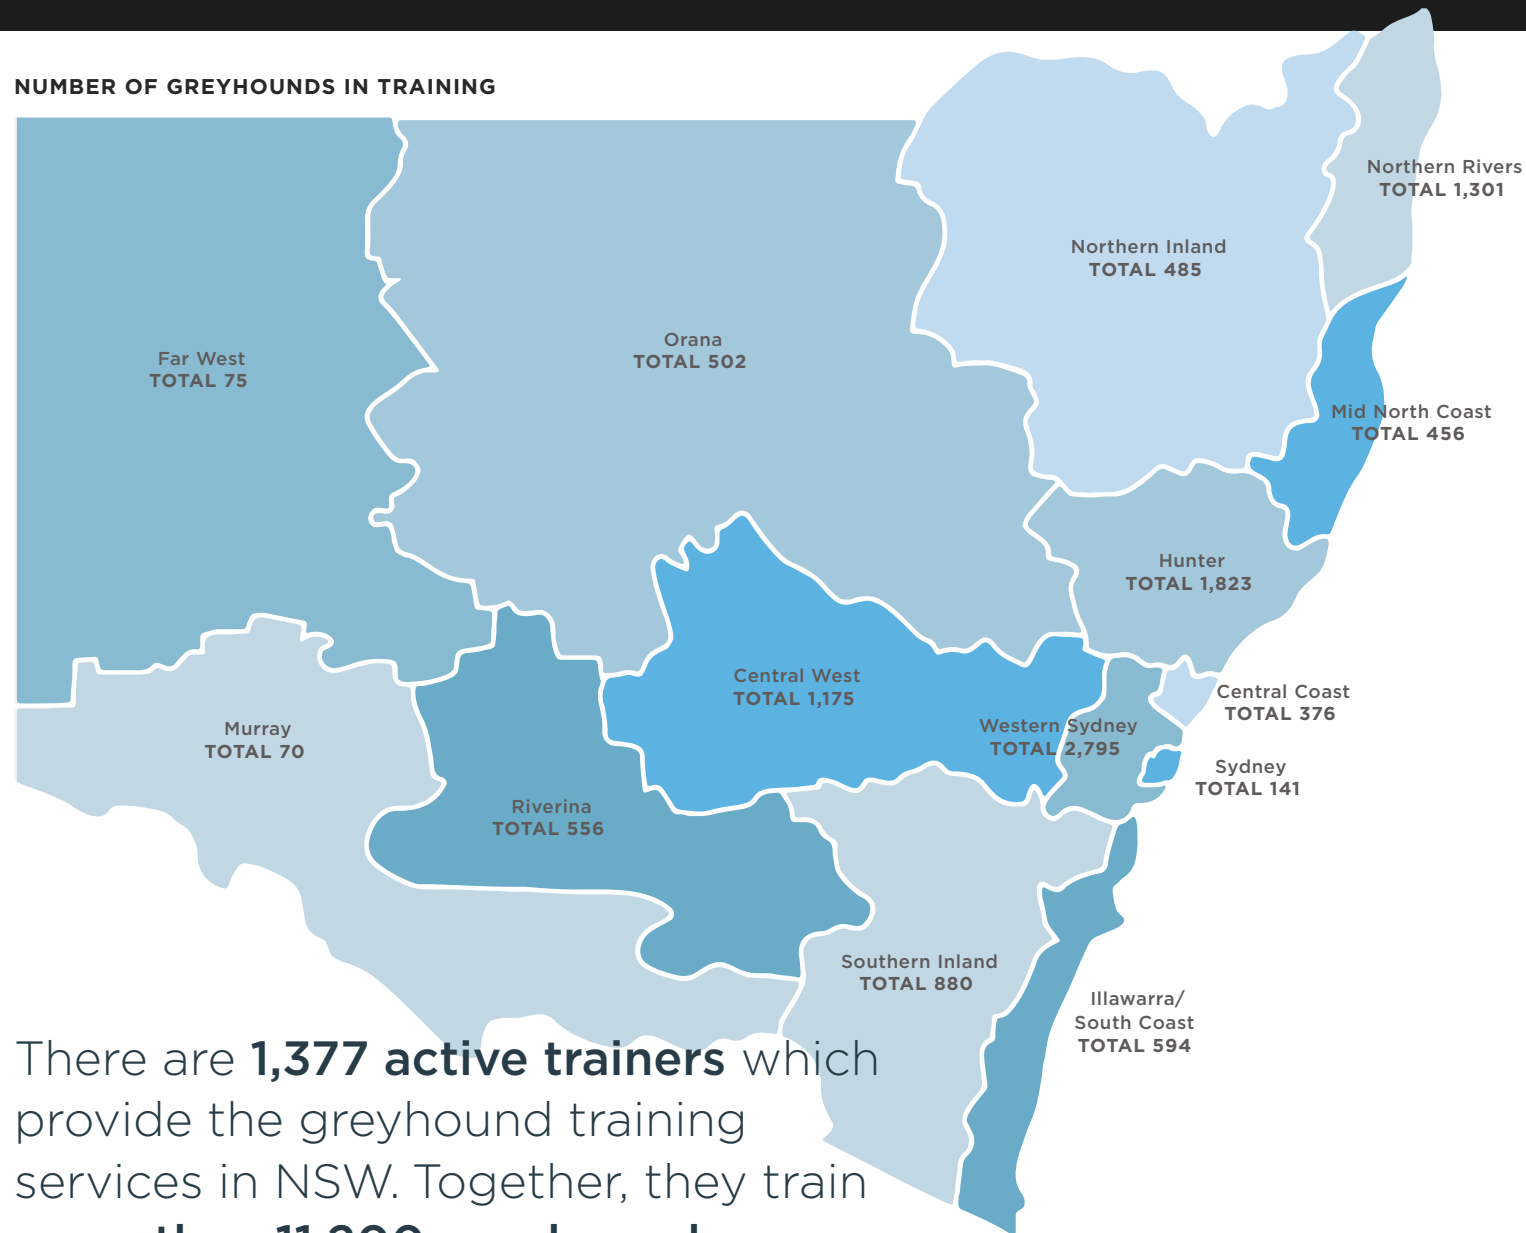 NUMBER OF GREYHOUNDS IN TRAINING
Northern Rivers
TOTAL 1,301
Northern Inland
TOTAL 485
Orana
TOTAL 502
Far West
TOTAL 75
Mid North Coast
TOTAL 456
Hunter
TOTAL 1,823
Central West
TOTAL 1,175
Central Coast
TOTAL 376
Western Sydney
TOTAL 2,795
Murray
TOTAL 70
Sydney
TOTAL 141
Riverina
TOTAL 556
Southern Inland
TOTAL 880
Illawarra/
South Coast
TOTAL 594
There are 1,377 active trainers which
provide the greyhound training
services in NSW. Together, they train